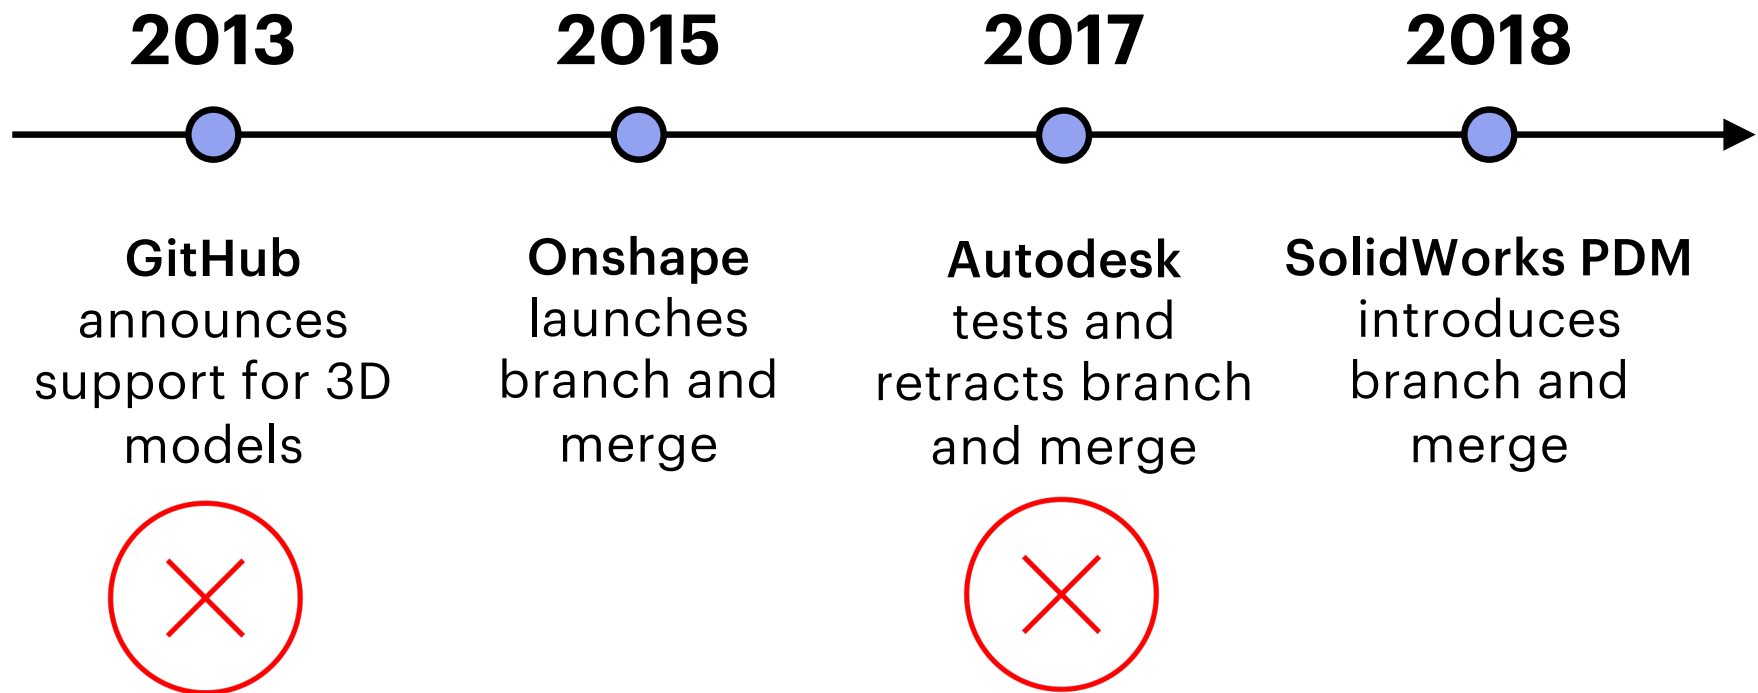 2013
GitHub
announces
support for 3D
models
2015
Onshape
launches
branch and
merge
2017
Autodesk
tests and
retracts branch
and merge
2018
SolidWorks PDM
introduces
branch and
merge